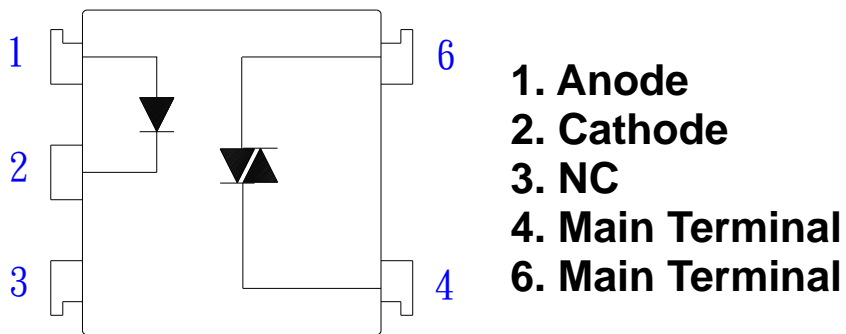 1
2
3
6
4
1. Anode
2. Cathode
3. NC
4. Main Terminal
6. Main Terminal